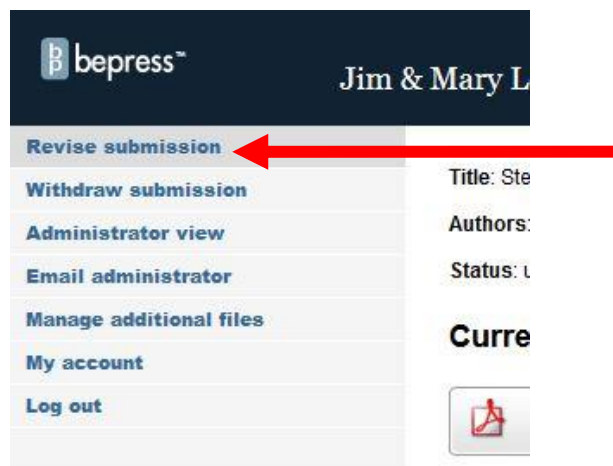 bepress™
Jim & Mary L
Revise submission
Withdraw submission
Administrator view
Email administrator
Manage additional files
My account
Log out
Title: Ste
Authors:
Status: u
Curre